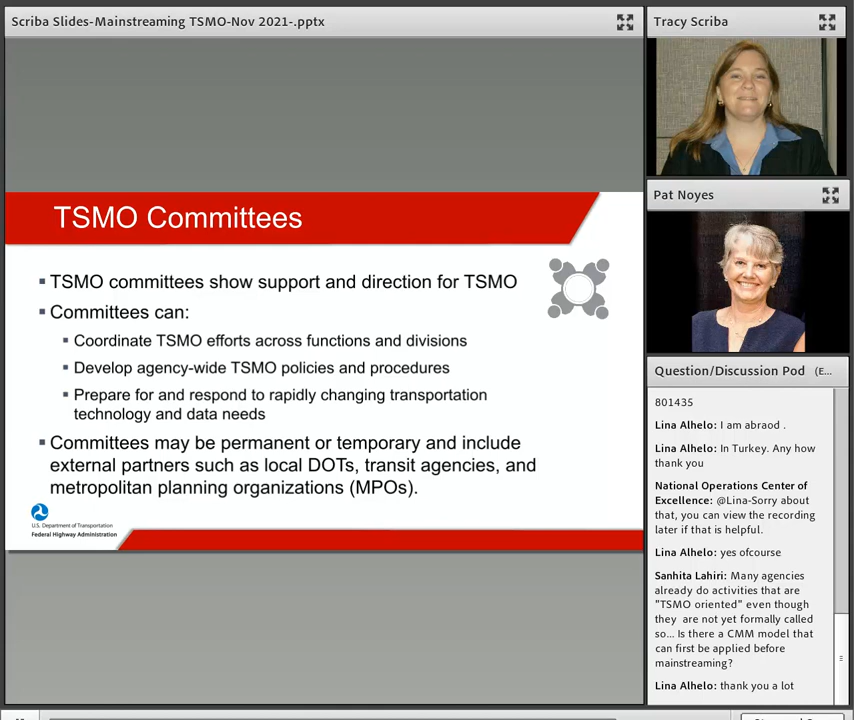 Scriba Slides-Mainstreaming TSMO-Nov 2021-.pptx
TSMO Committees
TSMO committees show support and direction for TSMO
Committees can:
Coordinate TSMO efforts across functions and divisions
Develop agency-wide TSMO policies and procedures
Prepare for and respond to rapidly changing transportation
technology and data needs
Committees may be permanent or temporary and include
external partners such as local DOTs, transit agencies, and
metropolitan planning organizations (MPOs).
U.S. Department of Transportation
Federal Highway Administration
Tracy Scriba
Pat Noyes
Question/Discussion Pod (E...
801435
Lina Alhelo: I am abraod .
Lina Alhelo: In Turkey. Any how
thank you
National Operations Center of
Excellence: @Lina-Sorry about
that, you can view the recording
later if that is helpful.
Lina Alhelo: yes ofcourse
Sanhita Lahiri: Many agencies
already do activities that are
"TSMO oriented" even though
they are not yet formally called
so... Is there a CMM model that
can first be applied before
mainstreaming?
Lina Alhelo: thank you a lot